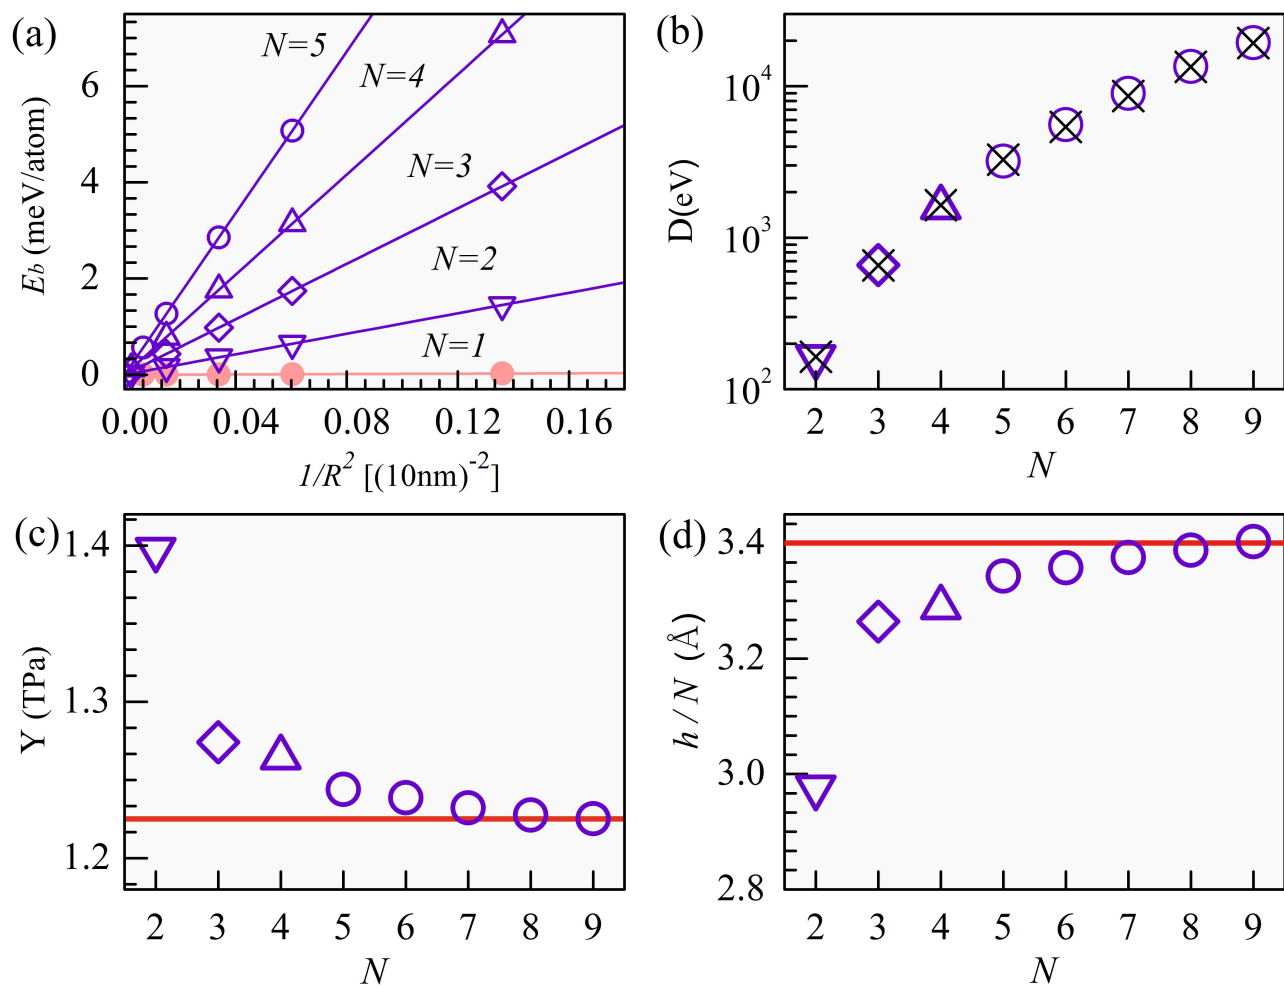 (a)
E_b (meV/atom)
6
4
2
0
N=5
N=4
N=3
N=2
N=1
0.00 0.04 0.08 0.12 0.16
1/R² [(10nm)⁻²]
(b)
D(eV)
10⁴
10³
10²
2 3 4 5 6 7 8 9
N
(c)
Y (TPa)
1.4
1.3
1.2
2 3 4 5 6 7 8 9
N
(d)
h / N (Å)
3.4
3.2
3.0
2.8
2 3 4 5 6 7 8 9
N